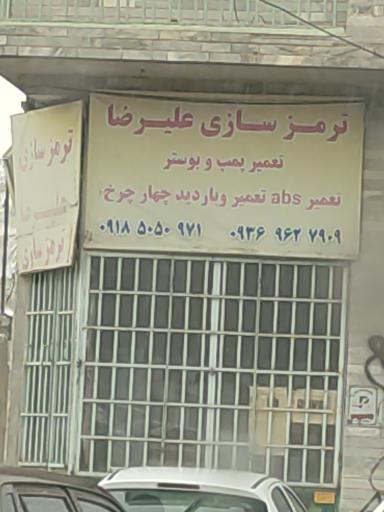 ترمز سازی علیرضا
تعمیر پمپ و بوستر
تعمیر abs تعمیر وبازدید چهار چرخ
۰۹۳۶ ۹۶۲ ۷۹۰۹
۰۹۱۸ ۵۰۵۰ ۹۷۱
ترمز سازی
علیرضا
ترمز سازی